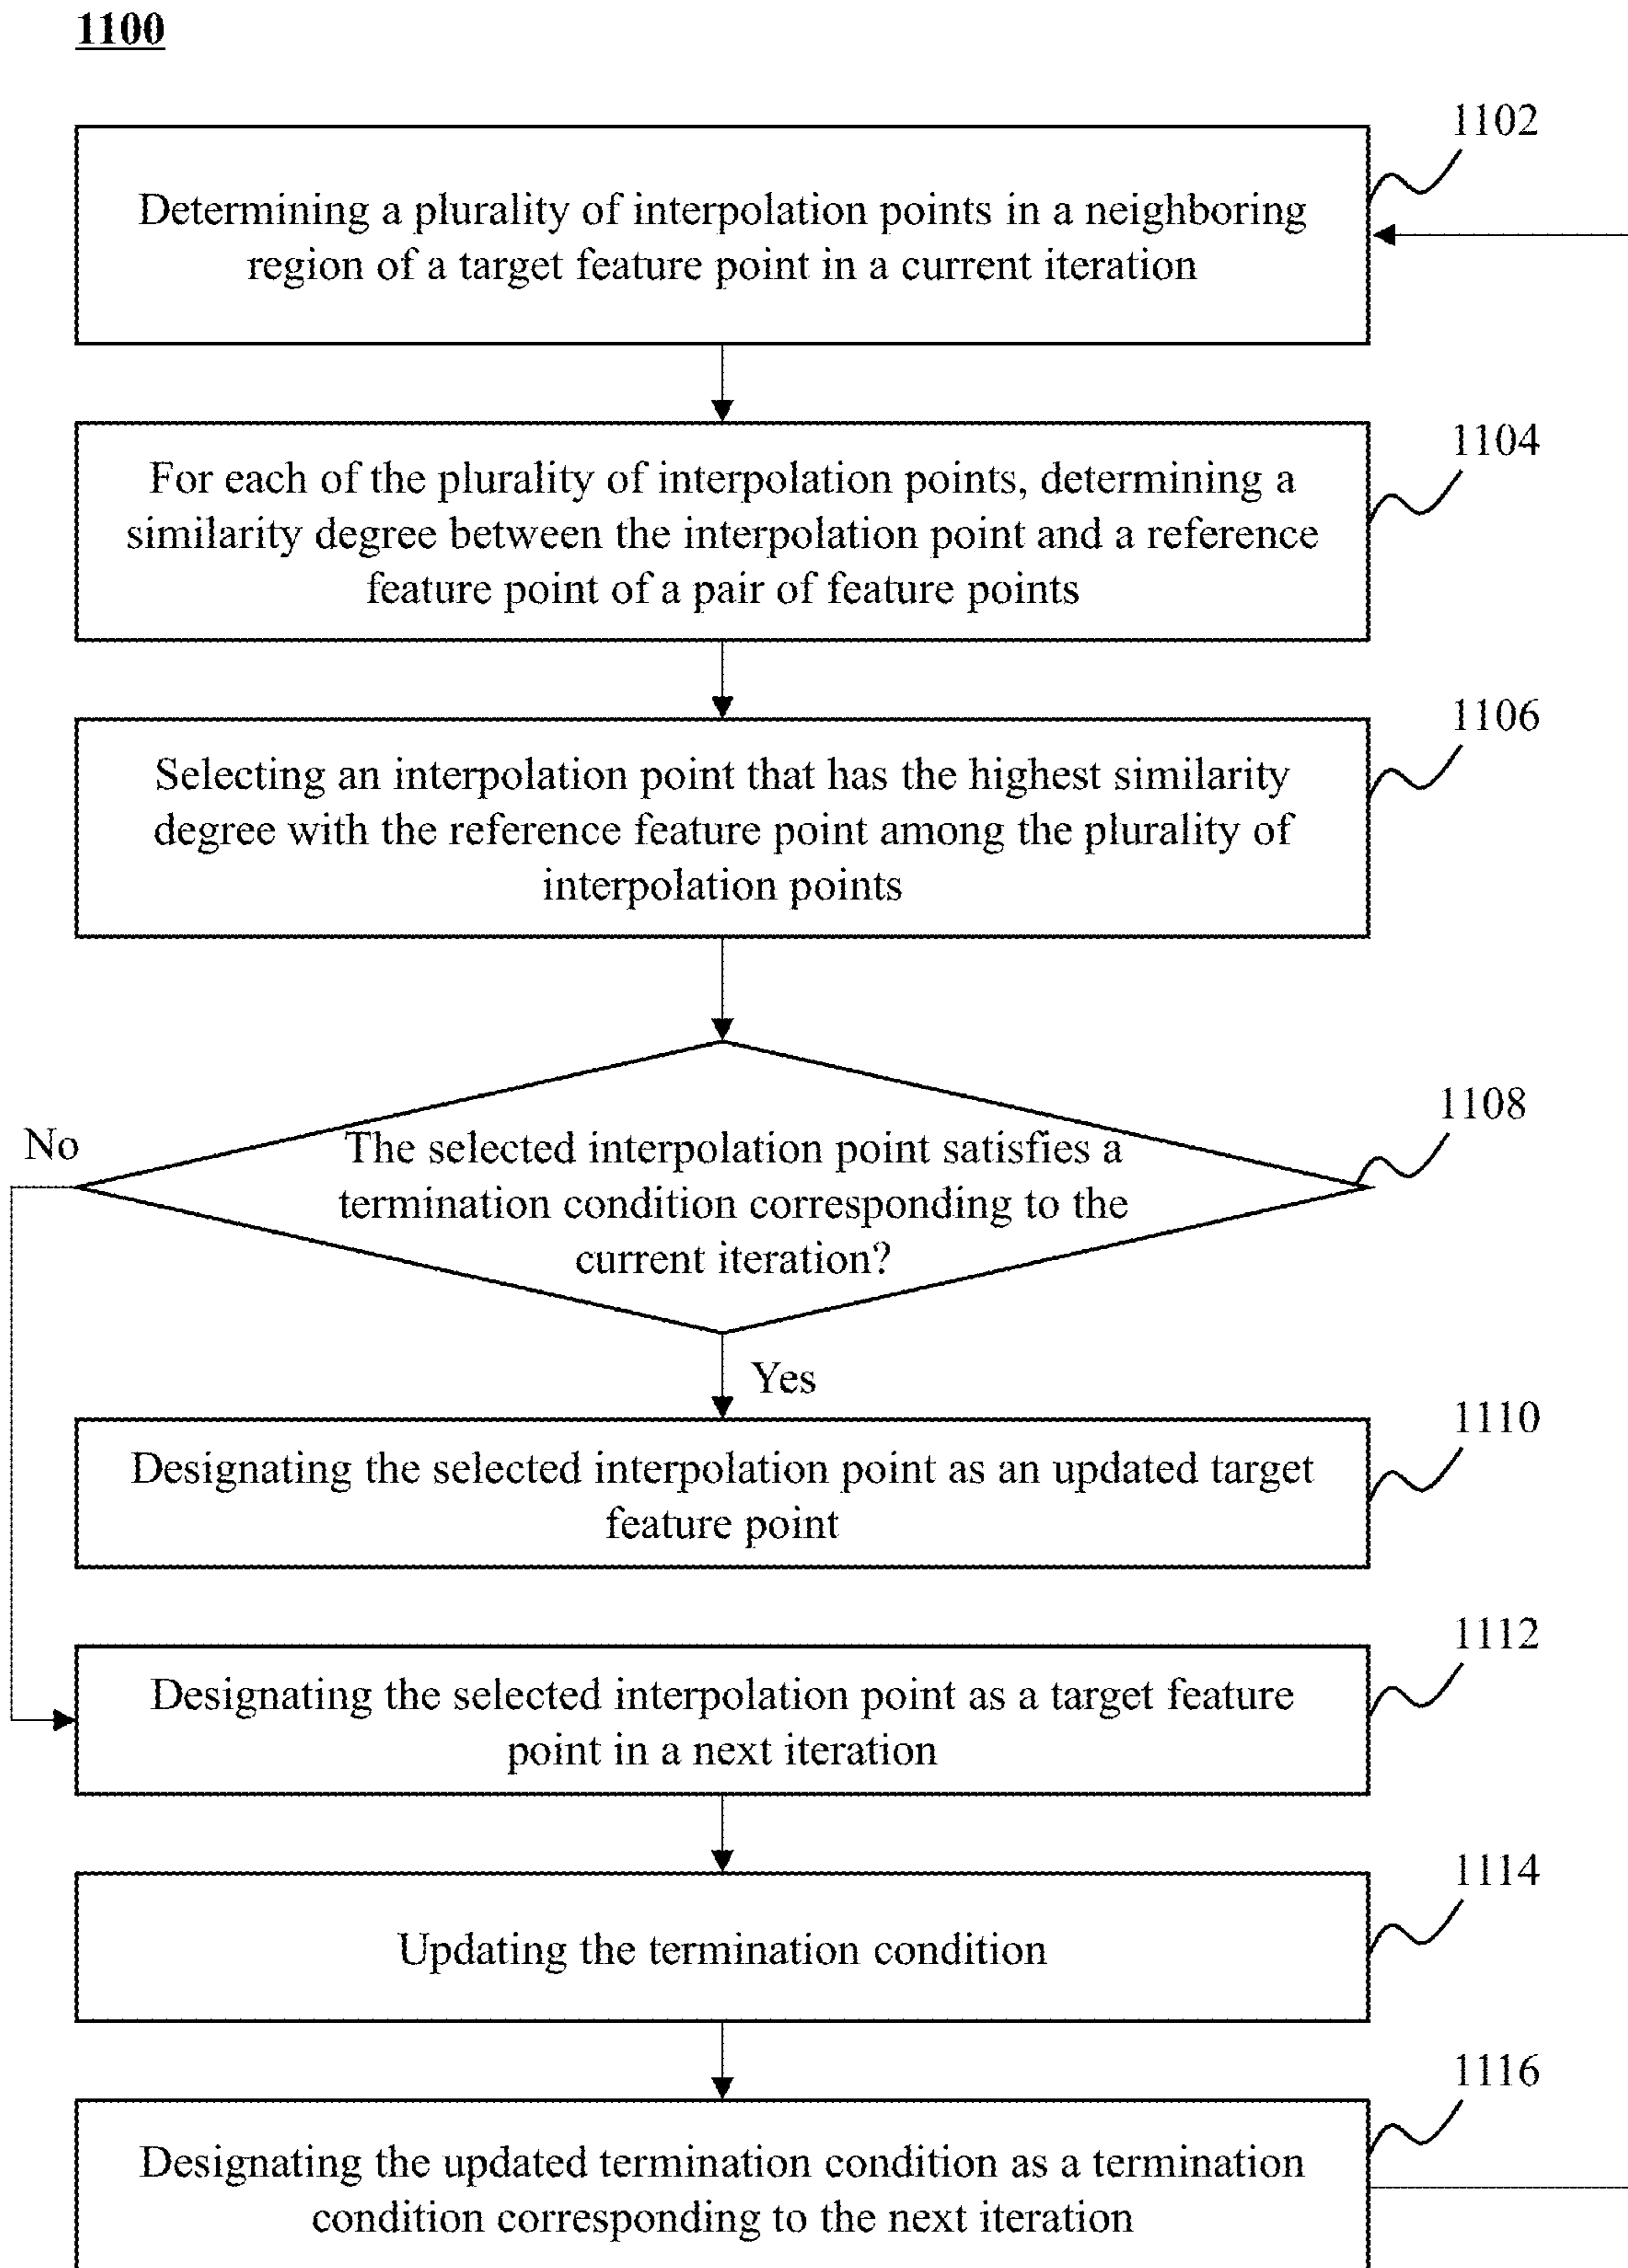 1100
1102
Determining a plurality of interpolation points in a neighboring
region of a target feature point in a current iteration
1104
For each of the plurality of interpolation points, determining a
similarity degree between the interpolation point and a reference
feature point of a pair of feature points
1106
Selecting an interpolation point that has the highest similarity
degree with the reference feature point among the plurality of
interpolation points
1108
No
The selected interpolation point satisfies a
termination condition corresponding to the
current iteration?
Yes
1110
Designating the selected interpolation point as an updated target
feature point
1112
Designating the selected interpolation point as a target feature
point in a next iteration
1114
Updating the termination condition
1116
Designating the updated termination condition as a termination
condition corresponding to the next iteration